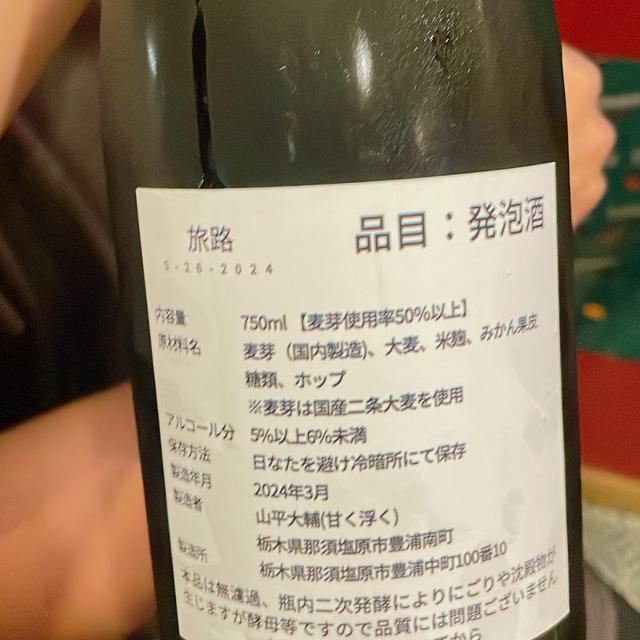 旅路
品目：発泡酒
5-26-2024
内容量 750ml 【麦芽使用率50%以上】
原材料名 麦芽（国内製造)、大麦、米麹、みかん果皮
糖類、ホップ
※麦芽は国産二条大麦を使用
アルコール分 5%以上6%未満
保存方法 日なたを避け冷暗所にて保存
製造年月 2024年3月
製造者 山平大輔(甘く浮く)
栃木県那須塩原市豊浦南町
製造所 栃木県那須塩原市豊浦中町100番10
本品は無濾過、瓶内二次発酵によりにごりや沈殿物が
生じますが酵母等ですので品質には問題ございません